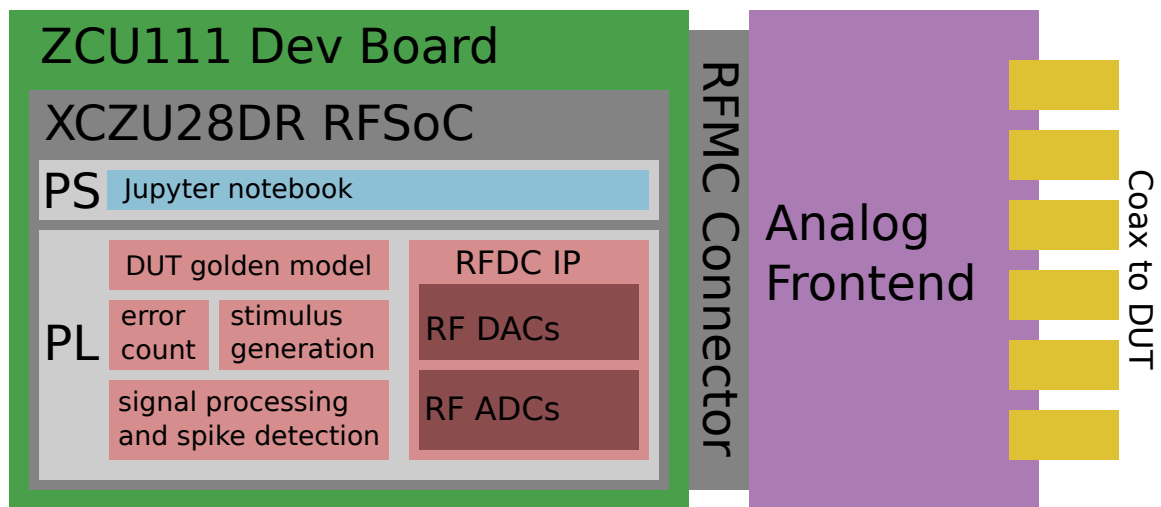 ZCU111 Dev Board
XCZU28DR RFSoC
PS
Jupyter notebook
PL
DUT golden model
error
count
stimulus
generation
signal processing
and spike detection
RFDC IP
RF DACs
RF ADCs
RFMC Connector
Analog
Frontend
Coax to DUT